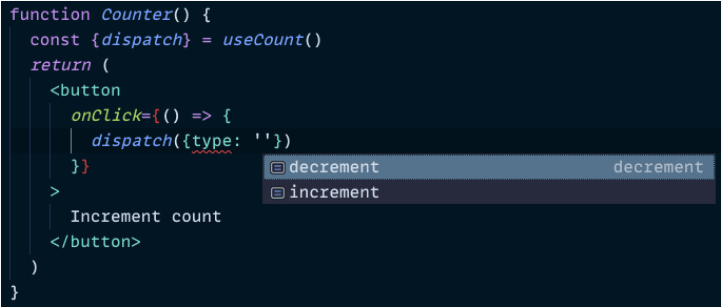 function Counter() {
  const {dispatch} = useCount()
  return (
    <button
      onClick={() => {
        dispatch({type: ''})
decrement decrement
increment
      }}
    >
      Increment count
    </button>
  )
}